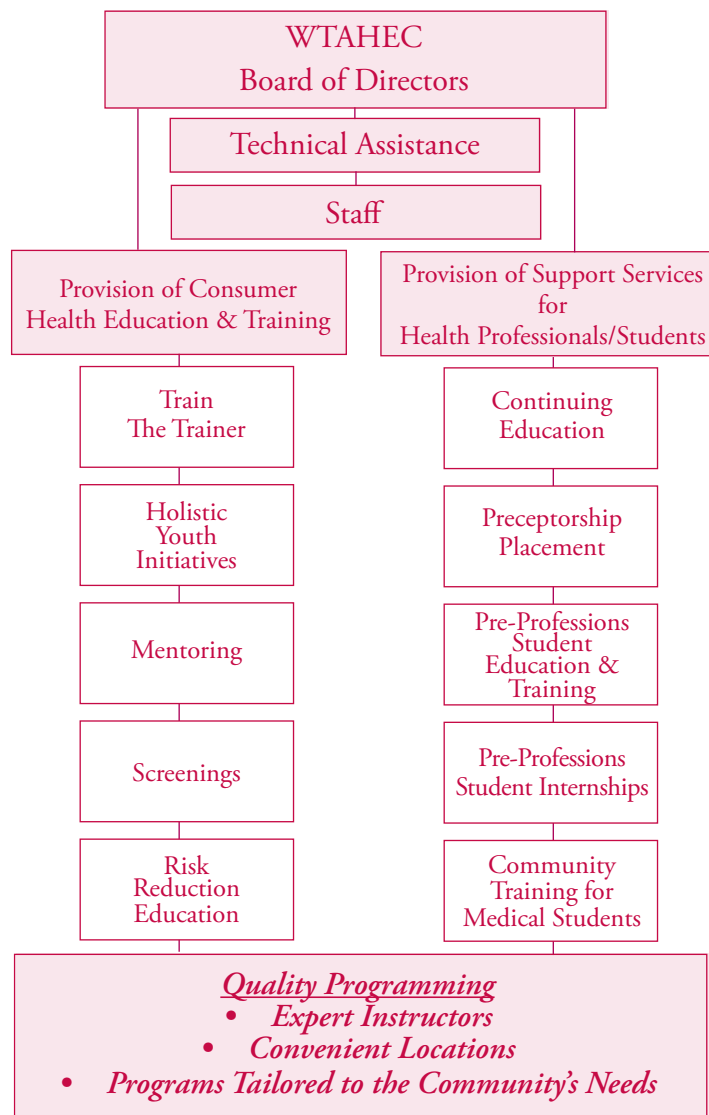 WTAHEC
Board of Directors
Technical Assistance
Staff
Provision of Consumer
Health Education & Training
Train
The Trainer
Holistic
Youth
Initiatives
Mentoring
Screenings
Risk
Reduction
Education
Provision of Support Services
for
Health Professionals/Students
Continuing
Education
Preceptorship
Placement
Pre-Professions
Student
Education &
Training
Pre-Professions
Student Internships
Community
Training for
Medical Students
Quality Programming
• Expert Instructors
• Convenient Locations
• Programs Tailored to the Community’s Needs